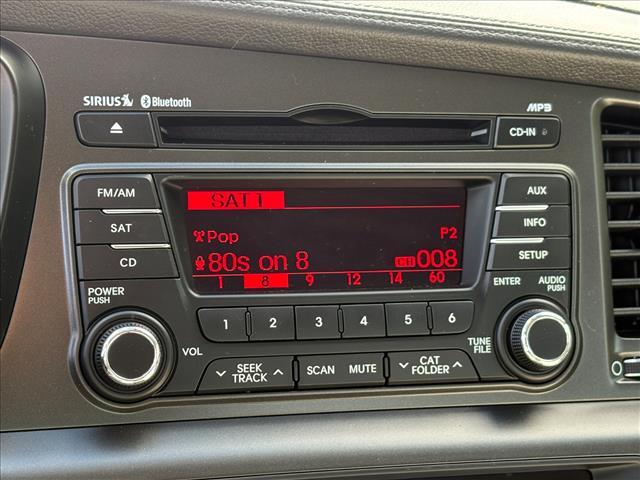 SIRIUS Bluetooth
MP3
CD-IN
FM/AM
SAT
CD
SAT1
Pop P2
80s on 8 CH 008
1 8 9 12 14 60
AUX
INFO
SETUP
POWER
PUSH
VOL
ENTER AUDIO
PUSH
TUNE
FILE
1 2 3 4 5 6
SEEK
TRACK
SCAN MUTE
CAT
FOLDER